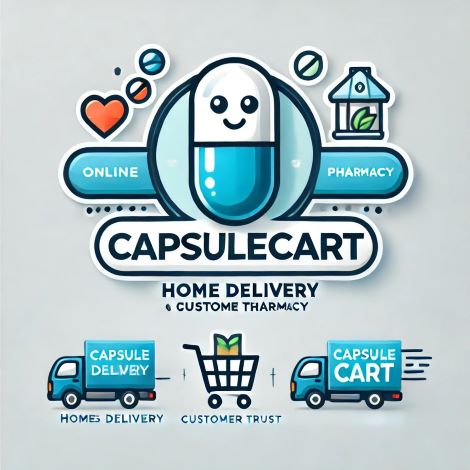 ONLINE
PHARMACY
CAPSULECART
HOME DELIVERY
& CUSTOME THARMACY
CAPSULE
DELIVERY
CAPSULE
CART
HOMES DELIVERY
CUSTOMER TRUST